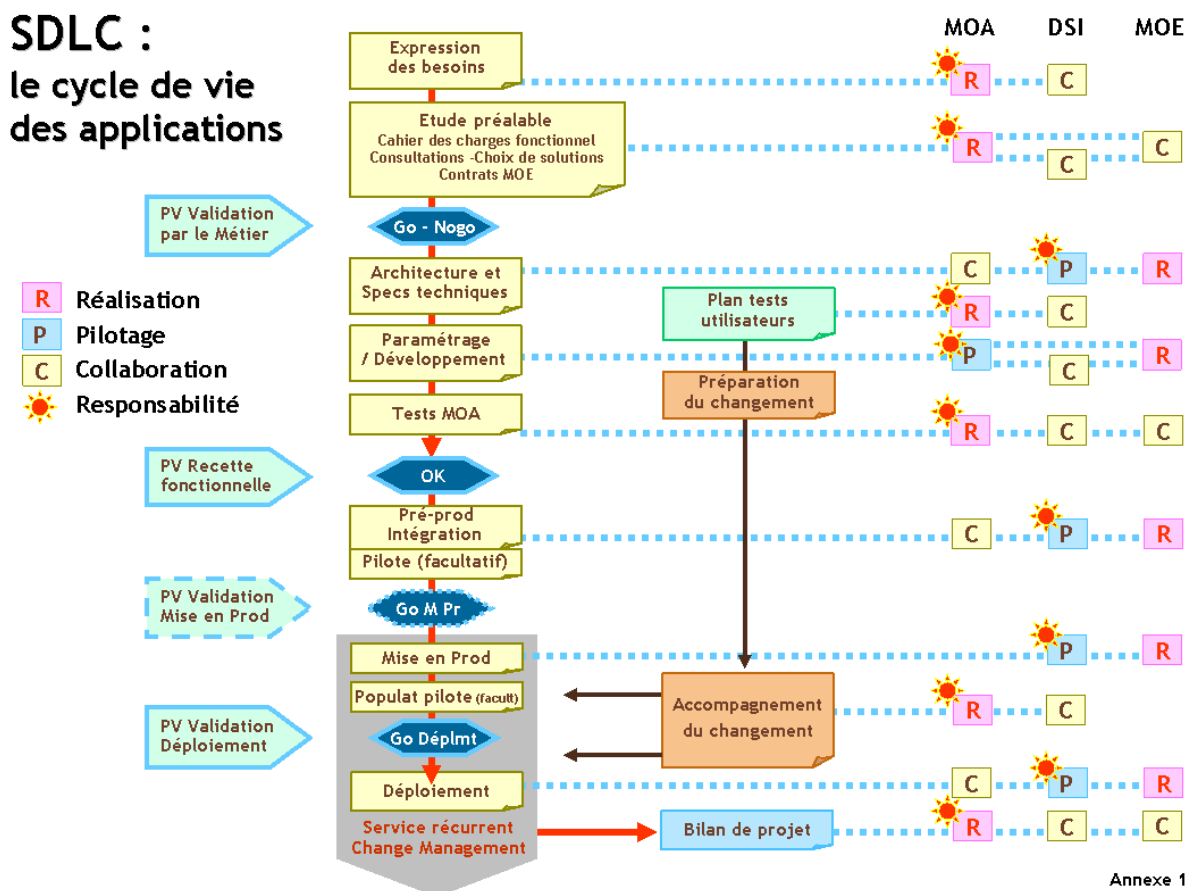 SDLC :
le cycle de vie
des applications
MOA DSI MOE
Expression
des besoins
R C
Etude préalable
Cahier des charges fonctionnel
Consultations -Choix de solutions
Contrats MOE
R C C
PV Validation
par le Métier
Go - Nogo
Architecture et
Specs techniques
C P R
R Réalisation
P Pilotage
C Collaboration
Responsabilité
Plan tests
utilisateurs
R C
Paramétrage
/ Développement
P C R
Préparation
du changement
Tests MOA
R C C
PV Recette
fonctionnelle
OK
Pré-prod
Intégration
C P R
Pilote (facultatif)
PV Validation
Mise en Prod
Go M Pr
Mise en Prod
P R
Populat pilote (facutt)
Accompagnement
du changement
R C
PV Validation
Déploiement
Go Déplmt
Déploiement
C P R
Service récurrent
Change Management
Bilan de projet
R C C
Annexe 1